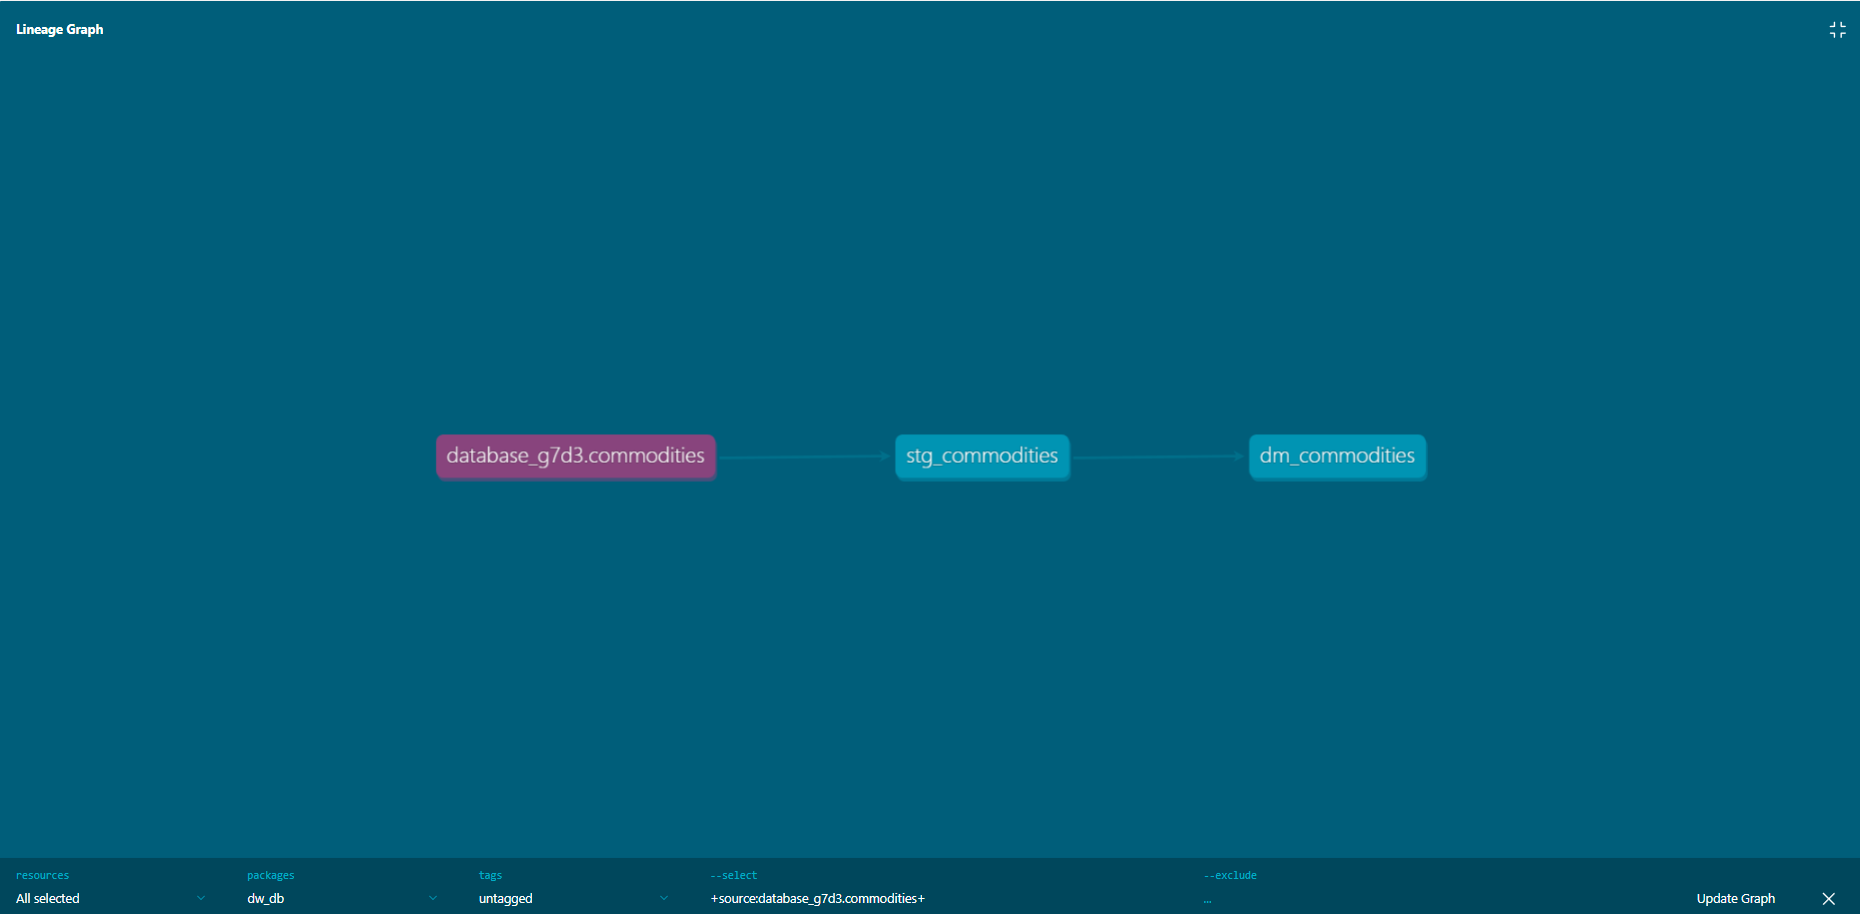 Lineage Graph
database_g7d3.commodities
stg_commodities
dm_commodities
resources
packages
tags
--select
--exclude
All selected
dw_db
untagged
+source:database_g7d3.commodities+
...
Update Graph